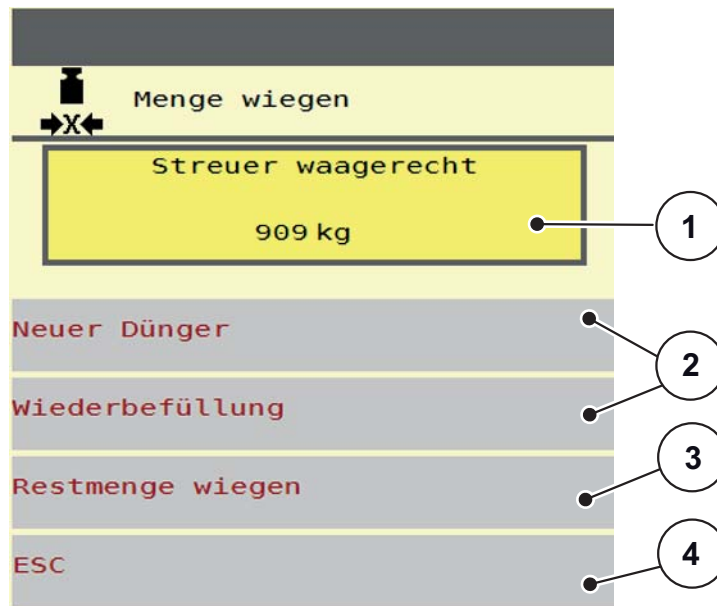 Menge wiegen
X
Streuer waagerecht
909 kg
1
Neuer Dünger
2
Wiederbefüllung
3
Restmenge wiegen
4
ESC